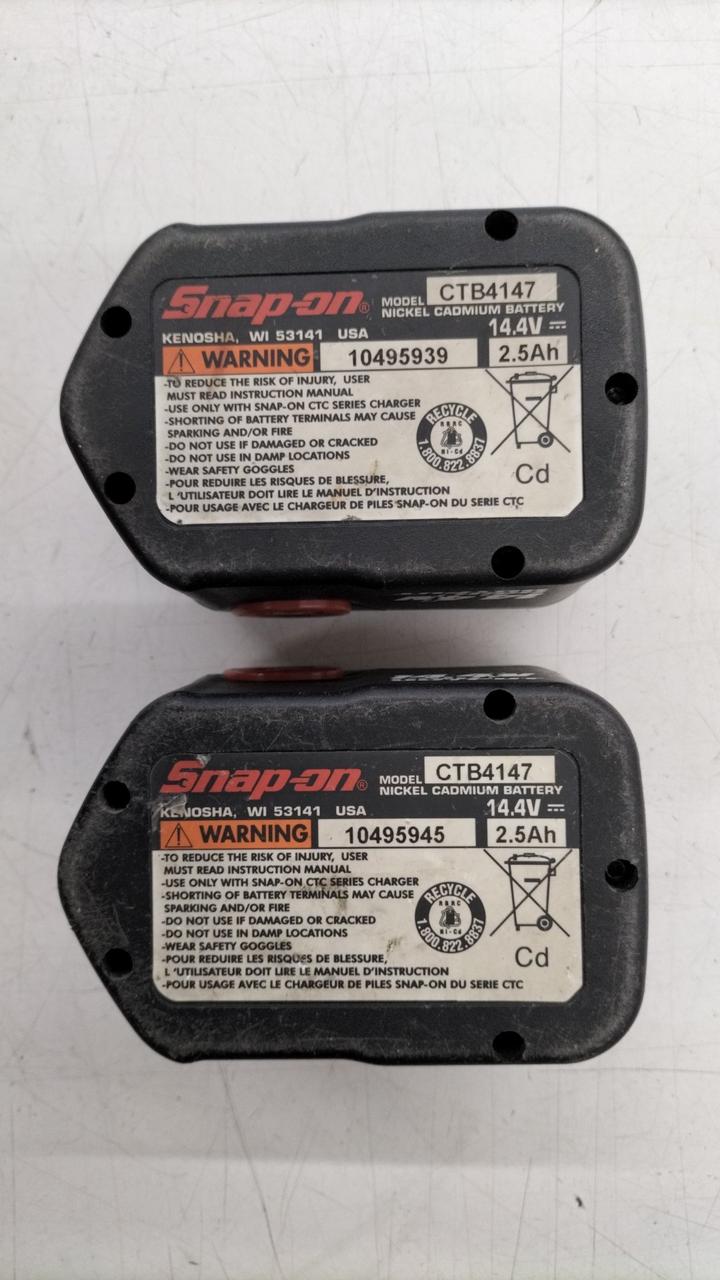 Snap-on® MODEL CTB4147
NICKEL CADMIUM BATTERY
KENOSHA, WI 53141 USA 14.4V
WARNING 10495939 2.5Ah
-TO REDUCE THE RISK OF INJURY, USER
MUST READ INSTRUCTION MANUAL
-USE ONLY WITH SNAP-ON CTC SERIES CHARGER
-SHORTING OF BATTERY TERMINALS MAY CAUSE
SPARKING AND/OR FIRE
-DO NOT USE IF DAMAGED OR CRACKED
-DO NOT USE IN DAMP LOCATIONS
-WEAR SAFETY GOGGLES
-POUR REDUIRE LES RISQUES DE BLESSURE,
L'UTILISATEUR DOIT LIRE LE MANUEL D'INSTRUCTION
-POUR USAGE AVEC LE CHARGEUR DE PILES SNAP-ON DU SERIE CTC
RECYCLE
RBRC
Ni-Cd
1.800.822.8837
Cd
Snap-on® MODEL CTB4147
NICKEL CADMIUM BATTERY
KENOSHA, WI 53141 USA 14.4V
WARNING 10495945 2.5Ah
-TO REDUCE THE RISK OF INJURY, USER
MUST READ INSTRUCTION MANUAL
-USE ONLY WITH SNAP-ON CTC SERIES CHARGER
-SHORTING OF BATTERY TERMINALS MAY CAUSE
SPARKING AND/OR FIRE
-DO NOT USE IF DAMAGED OR CRACKED
-DO NOT USE IN DAMP LOCATIONS
-WEAR SAFETY GOGGLES
-POUR REDUIRE LES RISQUES DE BLESSURE,
L'UTILISATEUR DOIT LIRE LE MANUEL D'INSTRUCTION
-POUR USAGE AVEC LE CHARGEUR DE PILES SNAP-ON DU SERIE CTC
RECYCLE
RBRC
Ni-Cd
1.800.822.8837
Cd